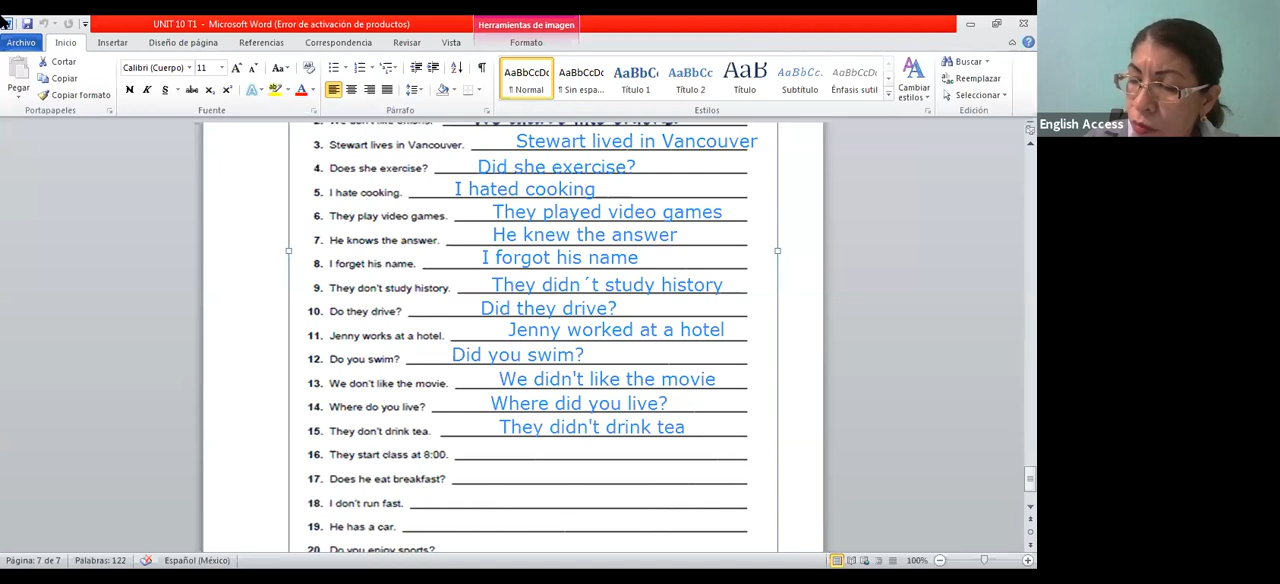 UNIT 10 T1 - Microsoft Word (Error de activación de productos)
Herramientas de imagen
Archivo Inicio Insertar Diseño de página Referencias Correspondencia Revisar Vista Formato
Cortar
Copiar
Copiar formato
Pegar
Portapapeles
Calibri (Cuerpo) 11
N K S abc x₂ x²
Fuente
Párrafo
AaBbCcDc AaBbCcDc AaBbC AaBbCc AaB AaBbCc. AaBbCcDc
¶ Normal ¶ Sin espa... Título 1 Título 2 Título Subtítulo Énfasis sutil
Cambiar estilos
Estilos
Buscar
Reemplazar
Seleccionar
Edición
English Access
3. Stewart lives in Vancouver. Stewart lived in Vancouver
4. Does she exercise? Did she exercise?
5. I hate cooking. I hated cooking
6. They play video games. They played video games
7. He knows the answer. He knew the answer
8. I forget his name. I forgot his name
9. They don't study history. They didn´t study history
10. Do they drive? Did they drive?
11. Jenny works at a hotel. Jenny worked at a hotel
12. Do you swim? Did you swim?
13. We don't like the movie. We didn't like the movie
14. Where do you live? Where did you live?
15. They don't drink tea. They didn't drink tea
16. They start class at 8:00.
17. Does he eat breakfast?
18. I don't run fast.
19. He has a car.
20. Do you enjoy sports?
Página: 7 de 7 Palabras: 122 Español (México) 100%